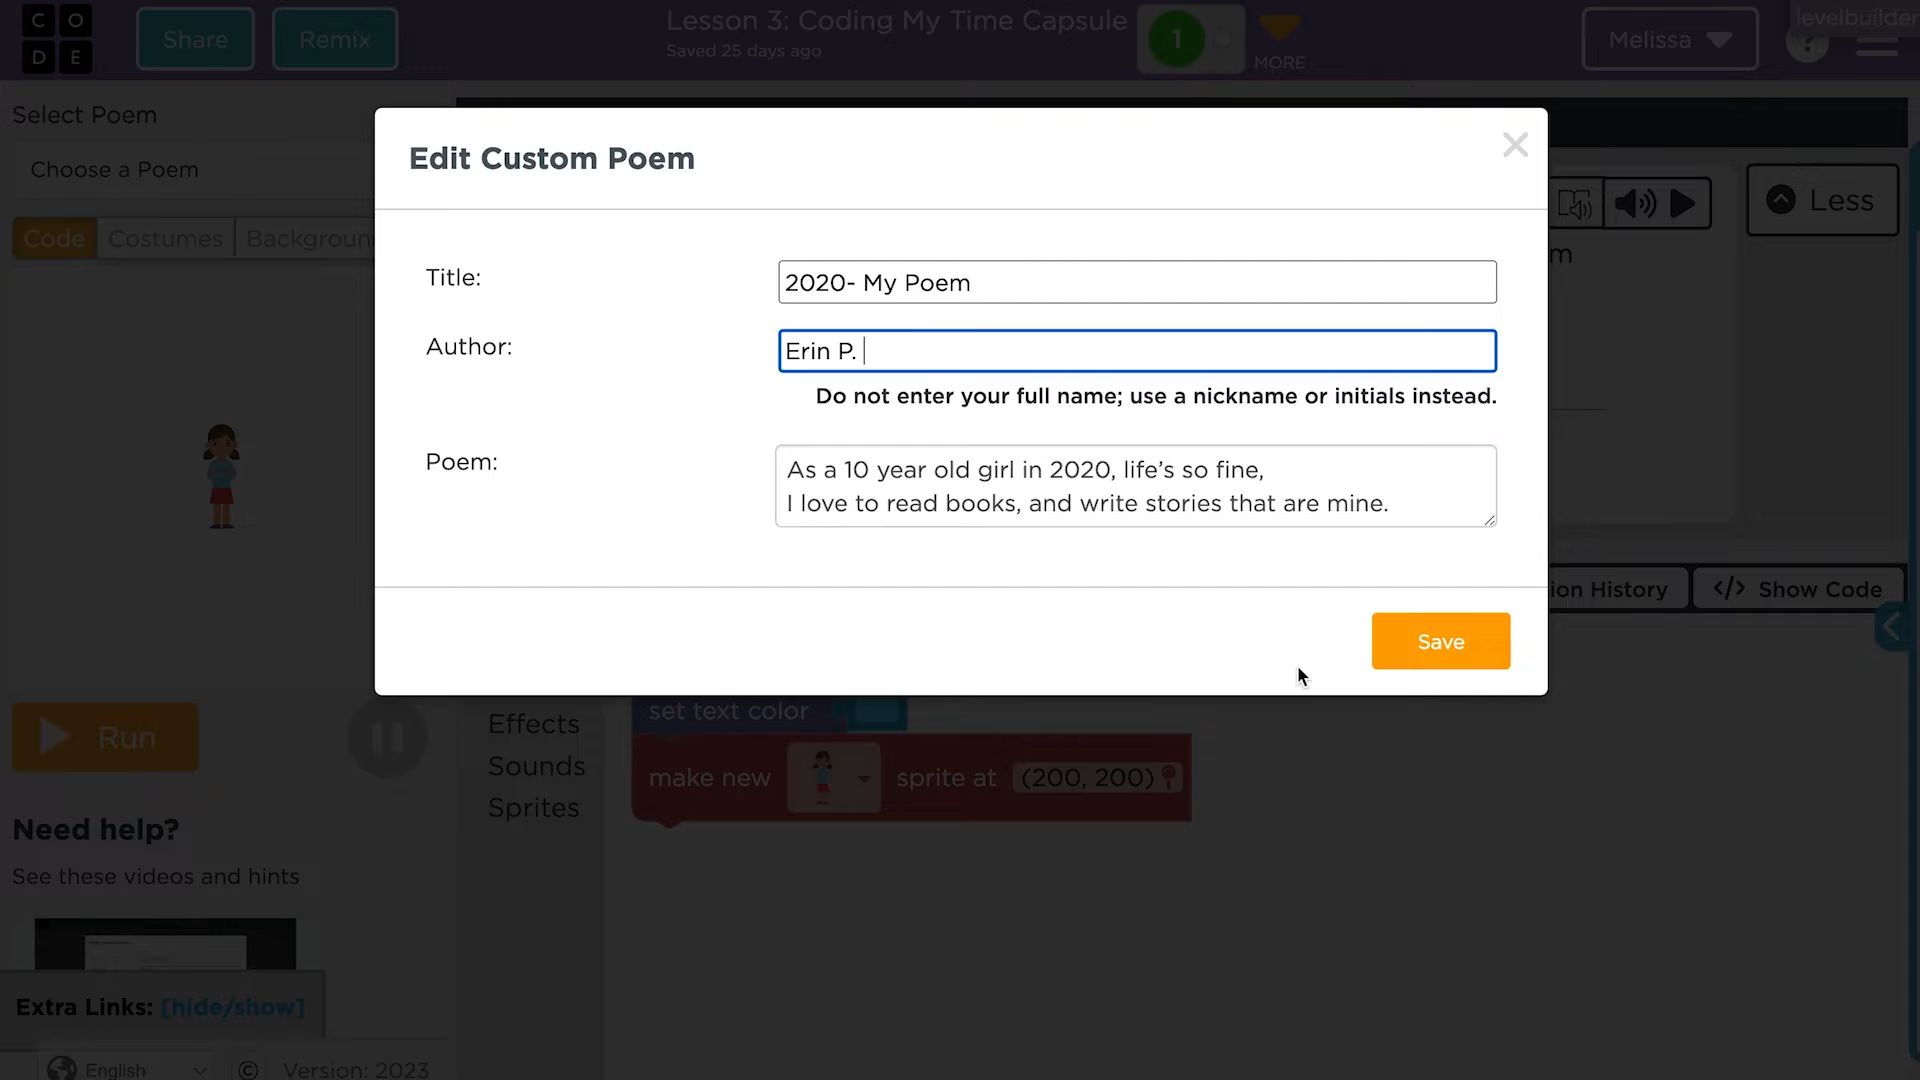 C O
D E
Share
Remix
Lesson 3: Coding My Time Capsule
Saved 25 days ago
1
MORE
Melissa
?
levelbuilder
Select Poem
Choose a Poem
Code
Costumes
Backgroun
Edit Custom Poem
Title:
2020- My Poem
Author:
Erin P.
Do not enter your full name; use a nickname or initials instead.
Poem:
As a 10 year old girl in 2020, life's so fine,
I love to read books, and write stories that are mine.
Save
Less
m
ion History
</> Show Code
Run
Effects
Sounds
Sprites
set text color
make new sprite at (200, 200)
Need help?
See these videos and hints
Extra Links: [hide/show]
English
© Version: 2023